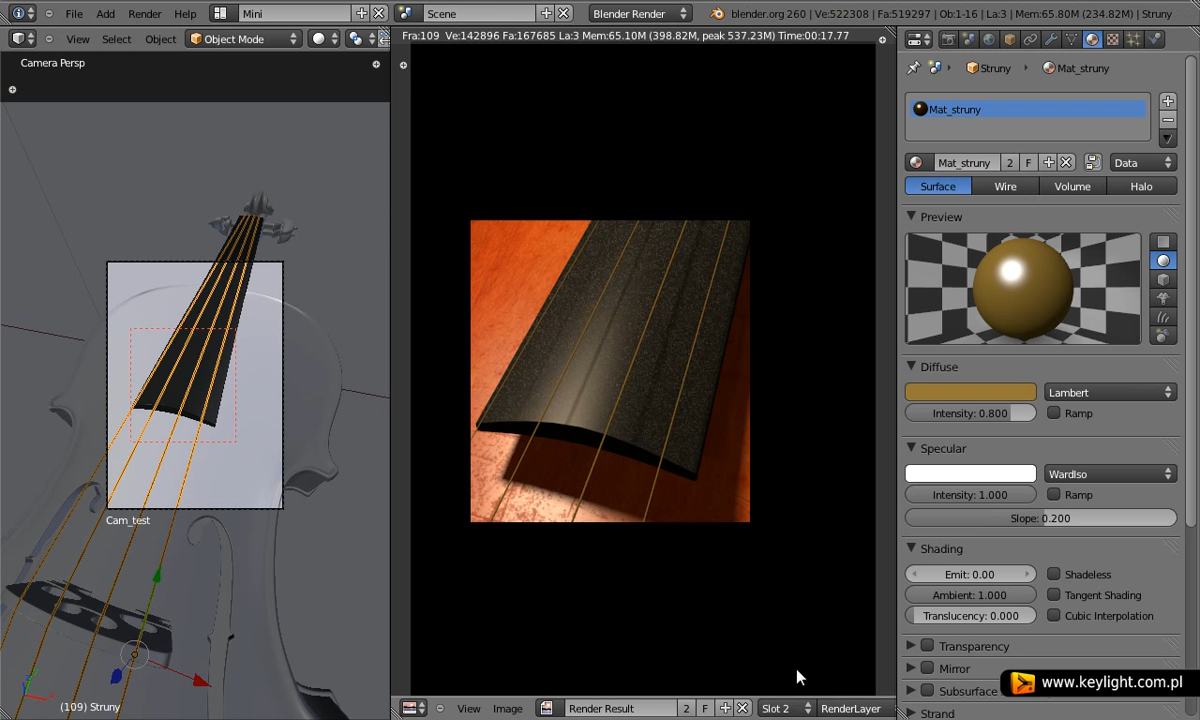 File Add Render Help Mini Scene Blender Render blender.org 260 | Ve:522308 | Fa:519297 | Ob:1-16 | La:3 | Mem:65.80M (234.82M) | Struny
View Select Object Object Mode
Fra:109 Ve:142896 Fa:167685 La:3 Mem:65.10M (398.82M, peak 537.23M) Time:00:17.77
Camera Persp
Struny Mat_struny
Mat_struny
Mat_struny 2 F Data
Surface Wire Volume Halo
Preview
Diffuse
Lambert
Intensity: 0.800 Ramp
Specular
WardIso
Intensity: 1.000 Ramp
Slope: 0.200
Shading
Emit: 0.00 Shadeless
Ambient: 1.000 Tangent Shading
Translucency: 0.000 Cubic Interpolation
Transparency
Mirror
Subsurface
Strand
Cam_test
(109) Struny
View Image Render Result 2 F Slot 2 RenderLayer
www.keylight.com.pl